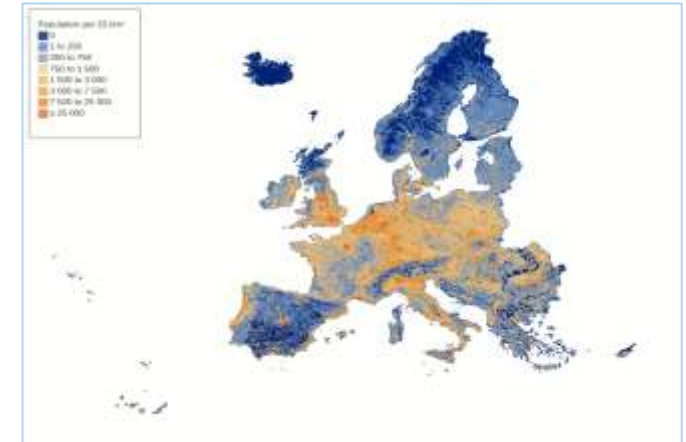 Population per 25 km²
0
1 to 250
250 to 750
750 to 1 500
1 500 to 3 000
3 000 to 7 500
7 500 to 25 000
≥ 25 000